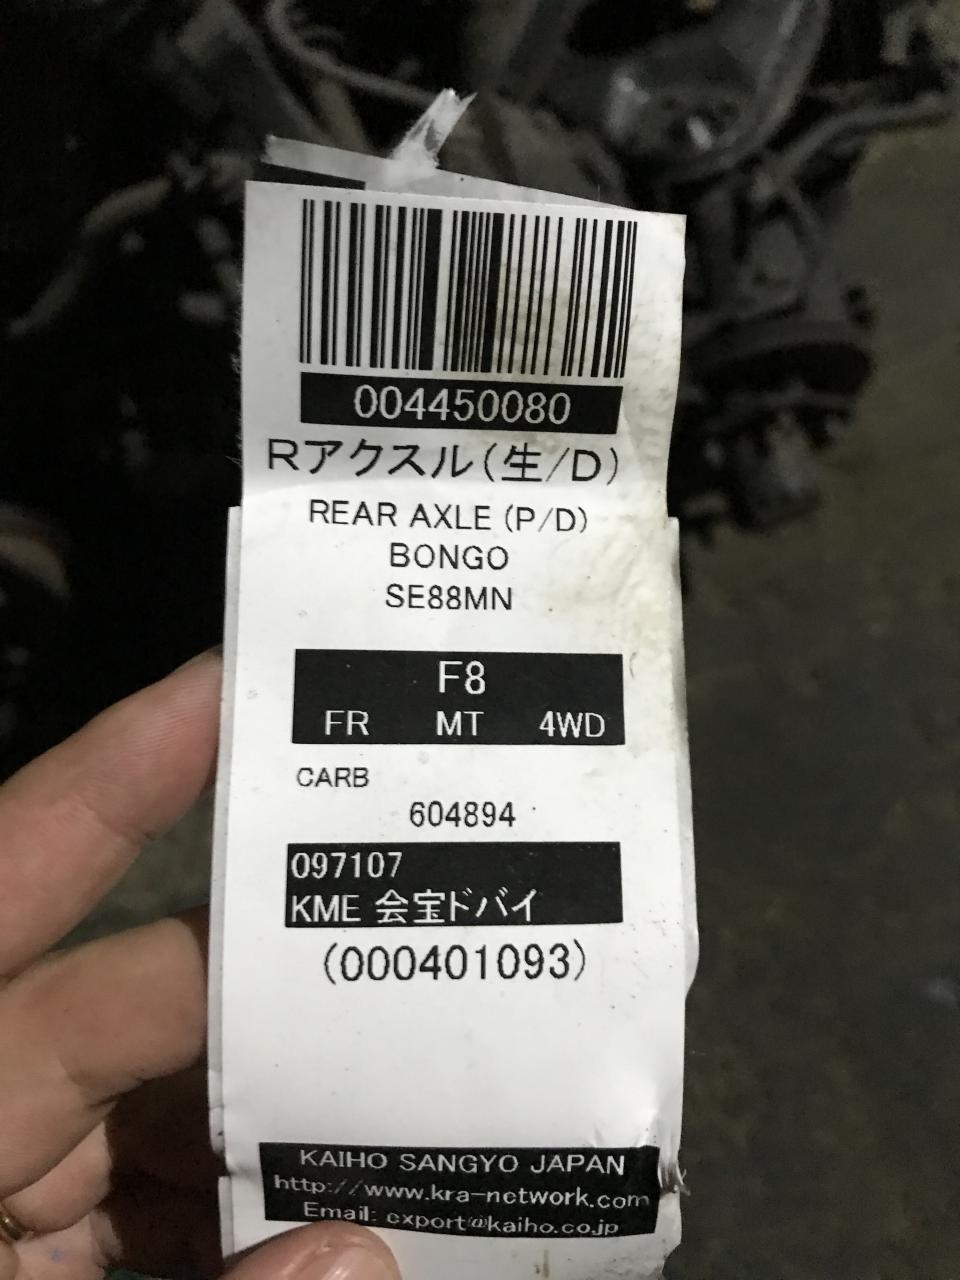 004450080
Rアクスル(生/D)
REAR AXLE (P/D)
BONGO
SE88MN
F8
FR MT 4WD
CARB
604894
097107
KME 会宝ドバイ
(000401093)
KAIHO SANGYO JAPAN
http://www.kra-network.com
Email: export@kaiho.co.jp